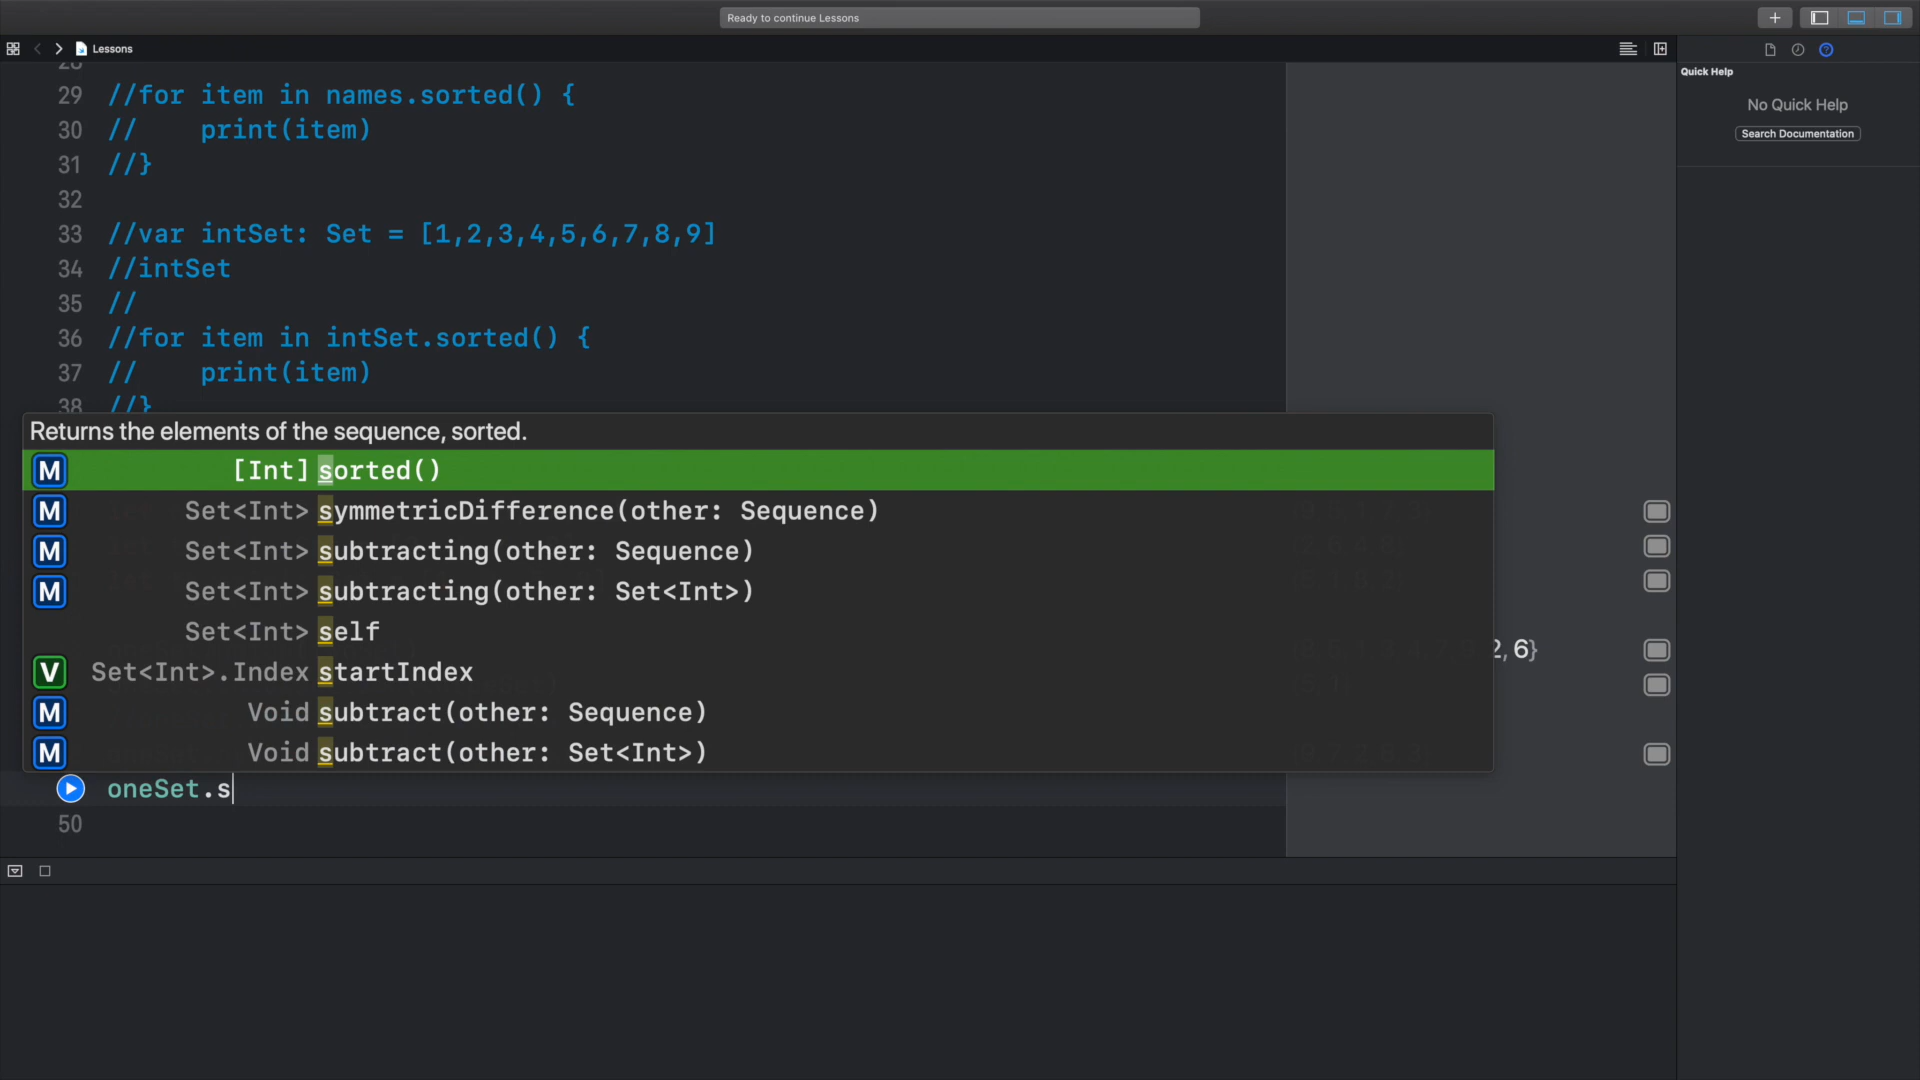 Ready to continue Lessons
Lessons
Quick Help
No Quick Help
Search Documentation
28
29 //for item in names.sorted() {
30 //    print(item)
31 //}
32
33 //var intSet: Set = [1,2,3,4,5,6,7,8,9]
34 //intSet
35 //
36 //for item in intSet.sorted() {
37 //    print(item)
38 //}
Returns the elements of the sequence, sorted.
M [Int] sorted()
M Set<Int> symmetricDifference(other: Sequence)
M Set<Int> subtracting(other: Sequence)
M Set<Int> subtracting(other: Set<Int>)
Set<Int> self
2, 6}
V Set<Int>.Index startIndex
M Void subtract(other: Sequence)
M Void subtract(other: Set<Int>)
oneSet.s
50